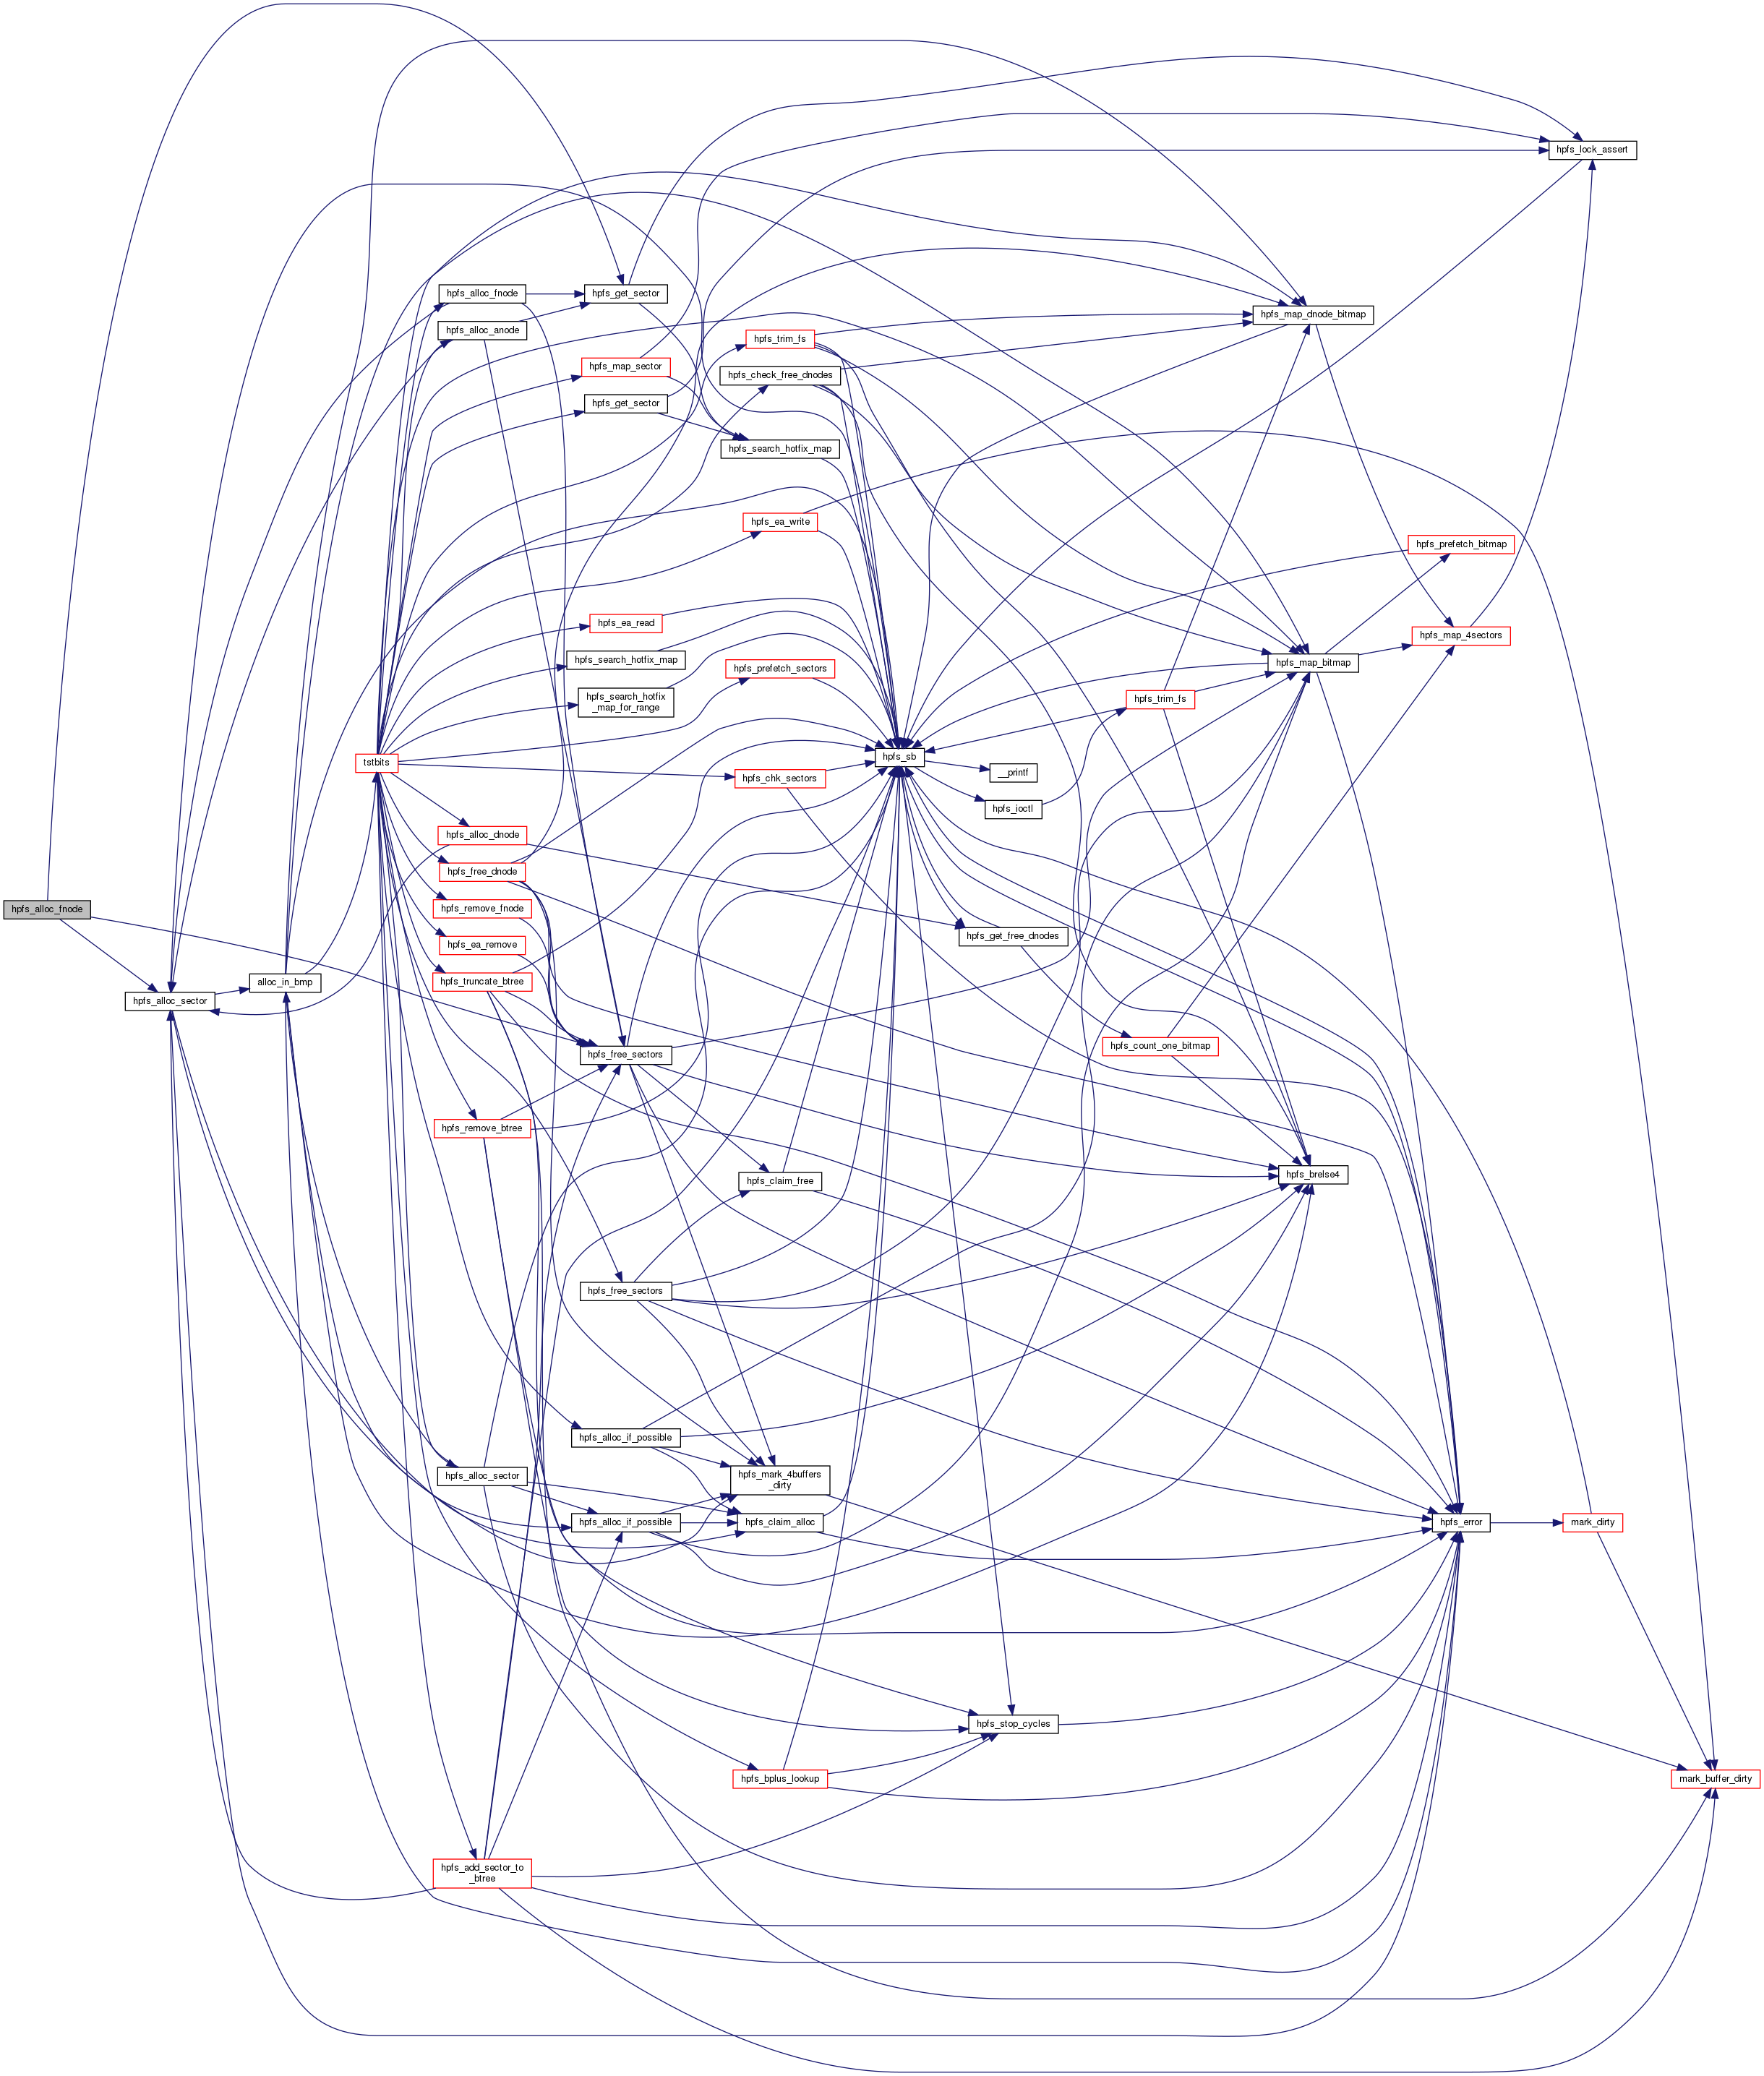 hpfs_lock_assert
hpfs_alloc_fnode
hpfs_get_sector
hpfs_map_dnode_bitmap
hpfs_alloc_anode
hpfs_trim_fs
hpfs_map_sector
hpfs_check_free_dnodes
hpfs_get_sector
hpfs_search_hotfix_map
hpfs_ea_write
hpfs_prefetch_bitmap
hpfs_ea_read
hpfs_map_4sectors
hpfs_search_hotfix_map
hpfs_map_bitmap
hpfs_prefetch_sectors
hpfs_search_hotfix
_map_for_range
hpfs_trim_fs
hpfs_sb
tstbits
__printf
hpfs_chk_sectors
hpfs_ioctl
hpfs_alloc_dnode
hpfs_free_dnode
hpfs_alloc_fnode
hpfs_remove_fnode
hpfs_get_free_dnodes
hpfs_ea_remove
hpfs_truncate_btree
alloc_in_bmp
hpfs_alloc_sector
hpfs_count_one_bitmap
hpfs_free_sectors
hpfs_remove_btree
hpfs_brelse4
hpfs_claim_free
hpfs_free_sectors
hpfs_alloc_if_possible
hpfs_alloc_sector
hpfs_mark_4buffers
_dirty
hpfs_alloc_if_possible
hpfs_claim_alloc
hpfs_error
mark_dirty
hpfs_stop_cycles
hpfs_bplus_lookup
mark_buffer_dirty
hpfs_add_sector_to
_btree